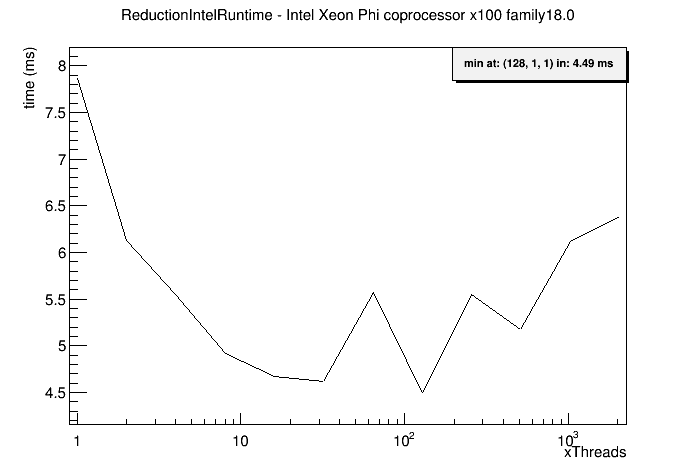 ReductionIntelRuntime - Intel Xeon Phi coprocessor x100 family18.0
time (ms)
min at: (128, 1, 1) in: 4.49 ms
8
7.5
7
6.5
6
5.5
5
4.5
1 10 10² 10³
xThreads